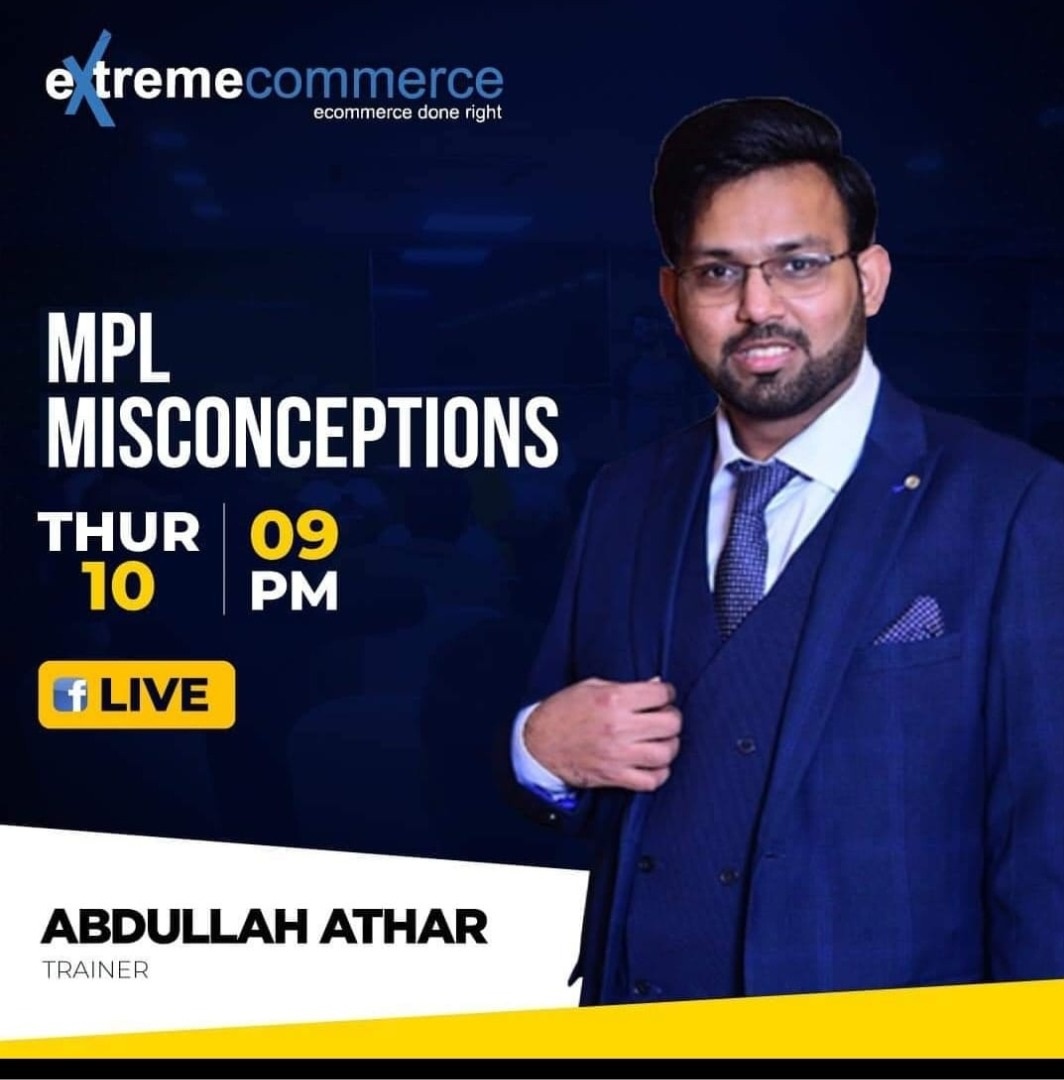 extremecommerce
ecommerce done right
MPL
MISCONCEPTIONS
THUR
10
09
PM
f LIVE
ABDULLAH ATHAR
TRAINER